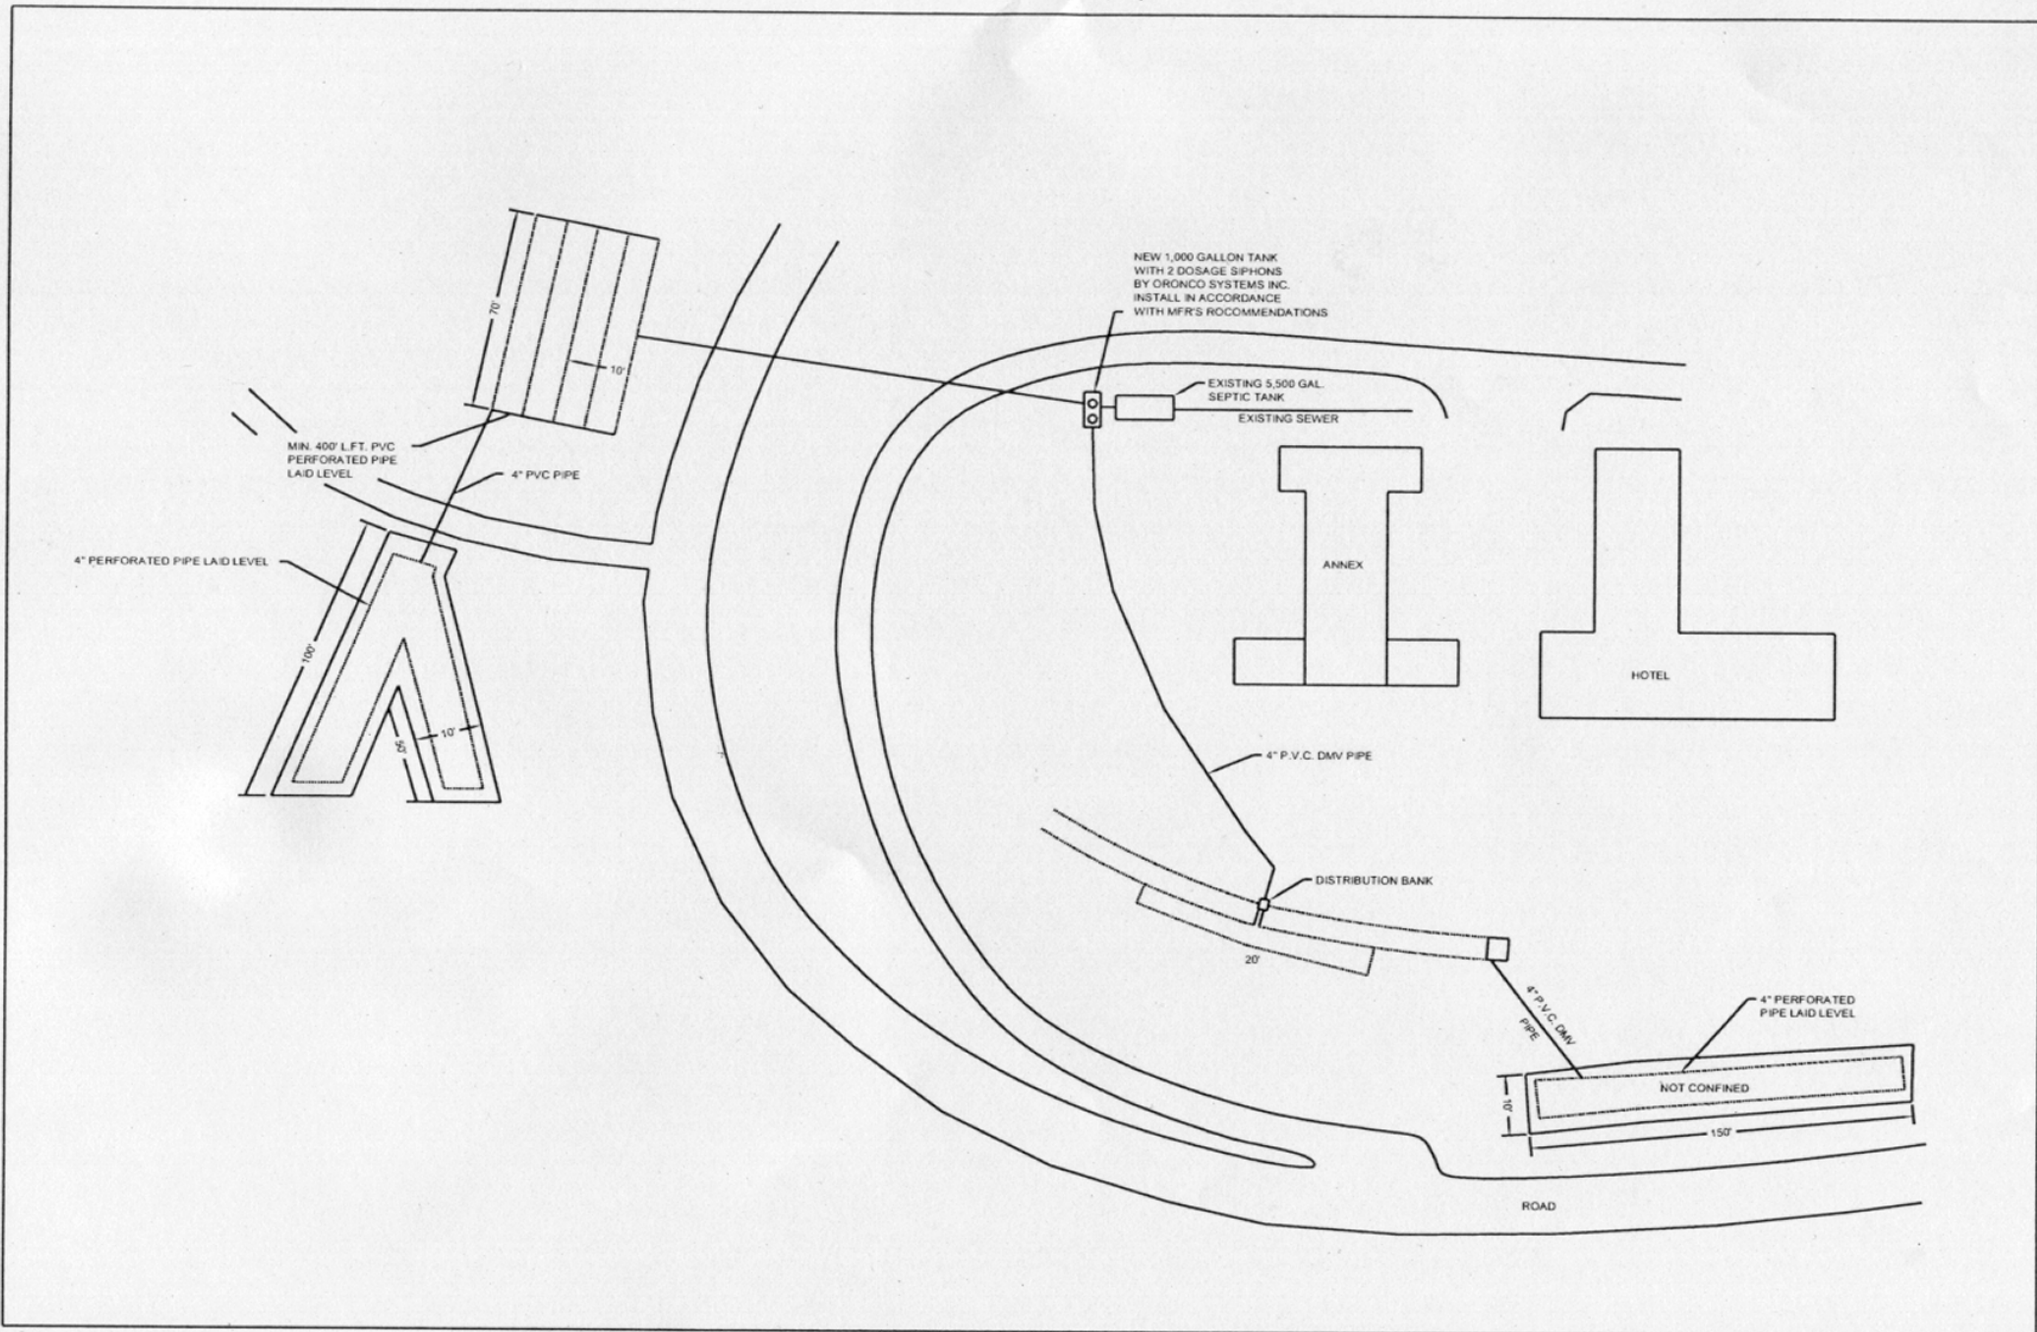 NEW 1,000 GALLON TANK
WITH 2 DOSAGE SIPHONS
BY ORONCO SYSTEMS INC.
INSTALL IN ACCORDANCE
WITH MFR'S ROCOMMENDATIONS
70'
10'
EXISTING 5,500 GAL.
SEPTIC TANK
EXISTING SEWER
MIN. 400' L.FT. PVC
PERFORATED PIPE
LAID LEVEL
4" PVC PIPE
4" PERFORATED PIPE LAID LEVEL
ANNEX
100'
HOTEL
10'
50'
4" P.V.C. DMV PIPE
DISTRIBUTION BANK
20'
4" P.V.C. DMV
PIPE
4" PERFORATED
PIPE LAID LEVEL
NOT CONFINED
10'
150'
ROAD